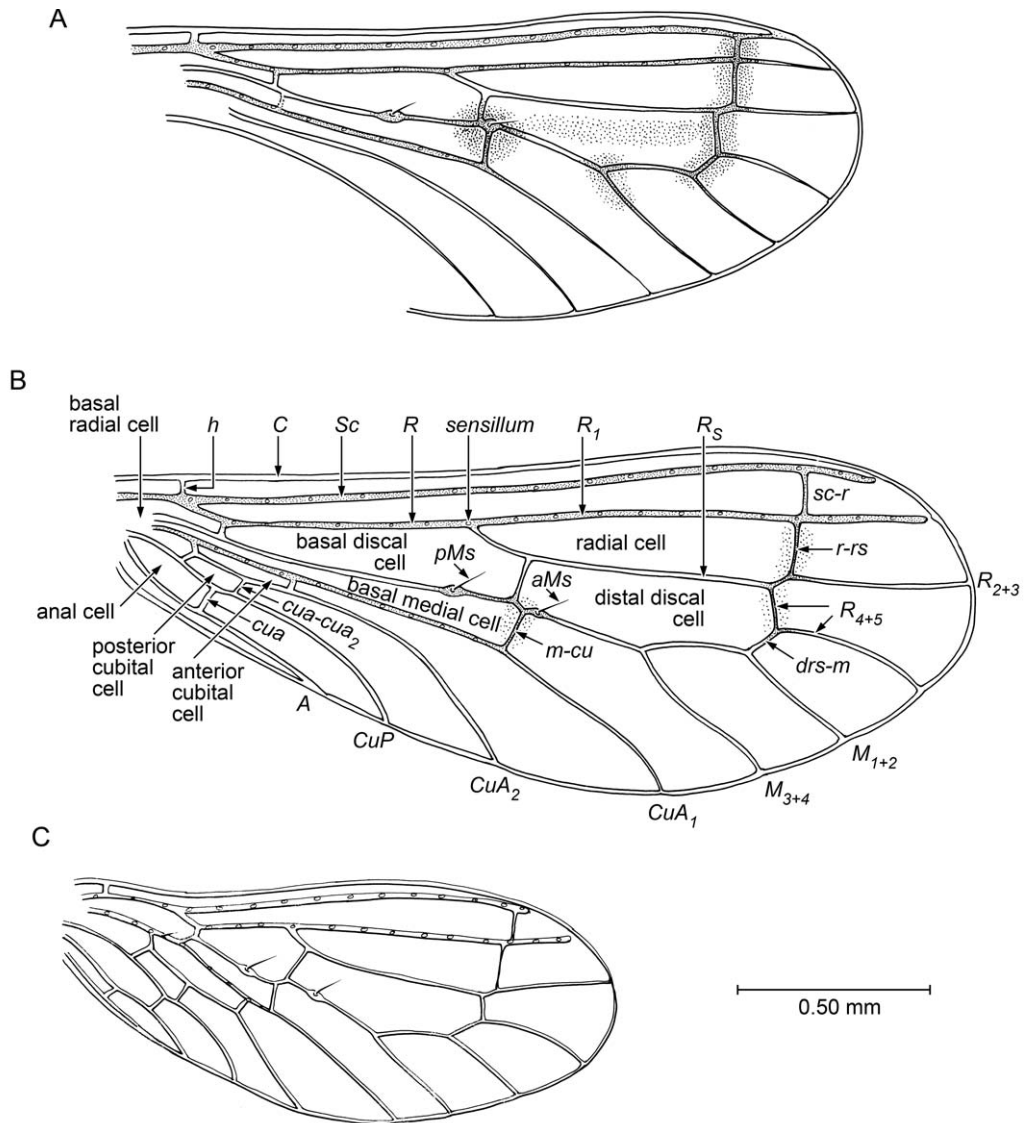 A
B
basal
radial cell
h
C
Sc
R
sensillum
R1
RS
sc-r
basal discal
cell
pMs
radial cell
r-rs
aMs
basal medial cell
distal discal
cell
R2+3
R4+5
anal cell
cua-cua2
m-cu
drs-m
cua
posterior
cubital
cell
anterior
cubital
cell
A
CuP
CuA2
CuA1
M3+4
M1+2
C
0.50 mm